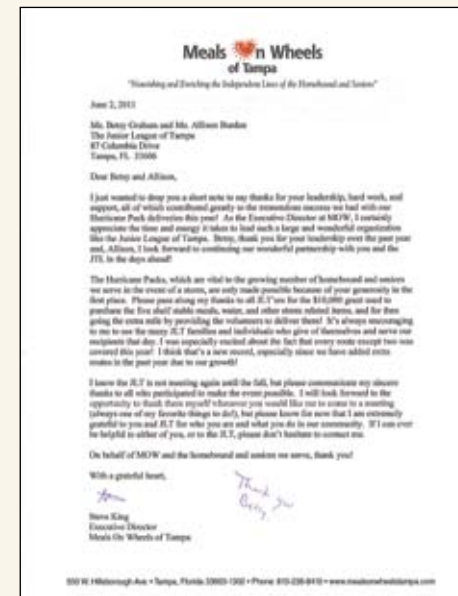 Meals On Wheels
of Tampa
"Nourishing and Enriching the Independent Lives of the Homebound and Seniors"
June 2, 2011
Ms. Betsy Graham and Ms. Allison Burden
The Junior League of Tampa
87 Columbia Drive
Tampa, FL 33606
Dear Betsy and Allison,
I just wanted to drop you a short note to say thanks for your leadership, hard work, and
support, all of which contributed greatly to the tremendous success we had with our
Hurricane Pack deliveries this year! As the Executive Director at MOW, I certainly
appreciate the time and energy it takes to lead such a large and wonderful organization
like the Junior League of Tampa. Betsy, thank you for your leadership over the past year
and, Allison, I look forward to continuing our wonderful partnership with you and the
JTL in the days ahead!
The Hurricane Packs, which are vital to the growing number of homebound and seniors
we serve in the event of a storm, are only made possible because of your generosity in the
first place. Please pass along my thanks to all JLT'ers for the $10,000 grant used to
purchase the five shelf stable meals, water, and other storm related items, and for then
going the extra mile by providing the volunteers to deliver them! It's always encouraging
to me to see the many JLT families and individuals who give of themselves and serve our
recipients that day. I was especially excited about the fact that every route except two was
covered this year! I think that's a new record, especially since we have added extra
routes in the past year due to our growth!
I know the JLT is not meeting again until the fall, but please communicate my sincere
thanks to all who participated to make the event possible. I will look forward to the
opportunity to thank them myself whenever you would like me to come to a meeting
(always one of my favorite things to do!), but please know for now that I am extremely
grateful to you and JLT for who you are and what you do in our community. If I can ever
be helpful to either of you, or to the JLT, please don't hesitate to contact me.
On behalf of MOW and the homebound and seniors we serve, thank you!
With a grateful heart,
Thank you
Betsy
Steve King
Executive Director
Meals On Wheels of Tampa
550 W. Hillsborough Ave • Tampa, Florida 33603-1302 • Phone: 813-238-8410 • www.mealsonwheelstampa.com